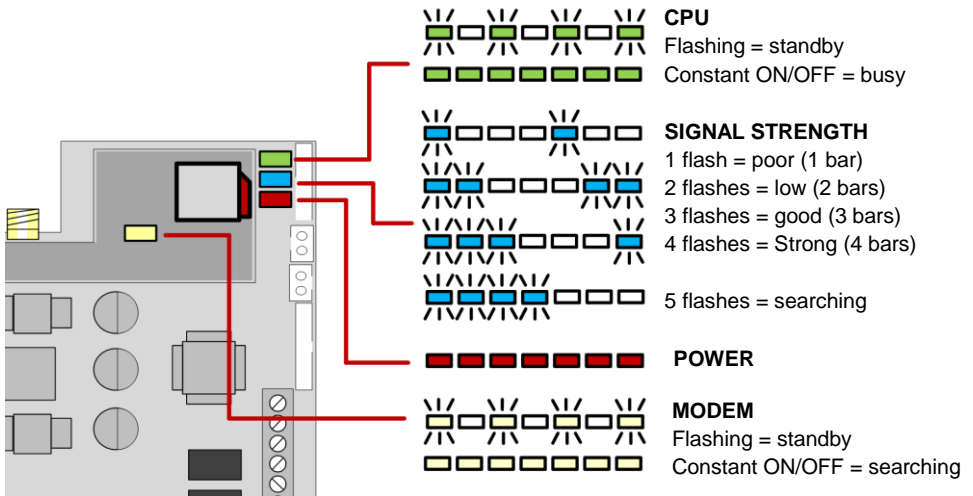 CPU
Flashing = standby
Constant ON/OFF = busy
SIGNAL STRENGTH
1 flash = poor (1 bar)
2 flashes = low (2 bars)
3 flashes = good (3 bars)
4 flashes = Strong (4 bars)
5 flashes = searching
POWER
MODEM
Flashing = standby
Constant ON/OFF = searching